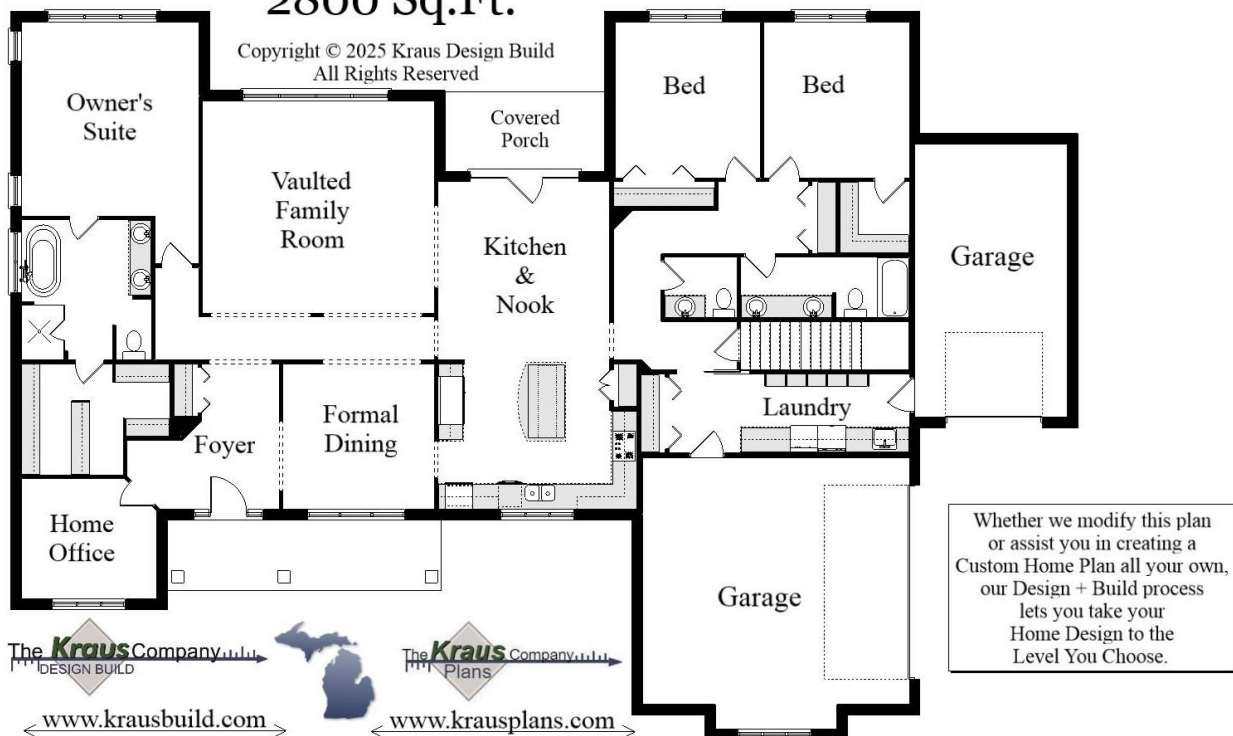 2800 Sq.Ft.
Copyright © 2025 Kraus Design Build
All Rights Reserved
Owner's
Suite
Vaulted
Family
Room
Covered
Porch
Kitchen
&
Nook
Bed
Bed
Garage
Foyer
Formal
Dining
Laundry
Home
Office
Garage
Whether we modify this plan
or assist you in creating a
Custom Home Plan all your own,
our Design + Build process
lets you take your
Home Design to the
Level You Choose.
The Kraus Company
DESIGN BUILD
www.krausbuild.com
The Kraus Company
Plans
www.krausplans.com